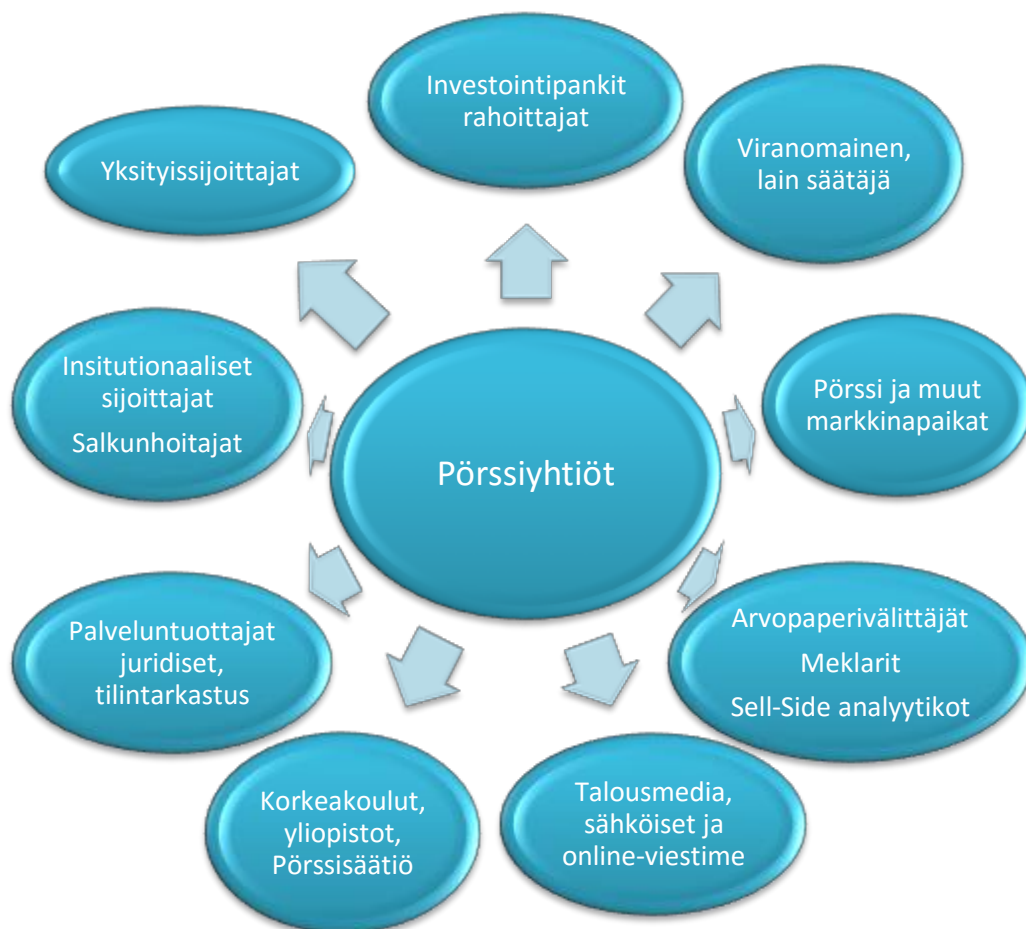 Investointipankit
rahoittajat
Viranomainen,
lain säätäjä
Yksityissijoittajat
Insitutionaaliset
sijoittajat
Salkunhoitajat
Pörssi ja muut
markkinapaikat
Pörssiyhtiöt
Palveluntuottajat
juridiset,
tilintarkastus
Arvopaperivälittäjät
Meklarit
Sell-Side analyytikot
Korkeakoulut,
yliopistot,
Pörssisäätiö
Talousmedia,
sähköiset ja
online-viestime